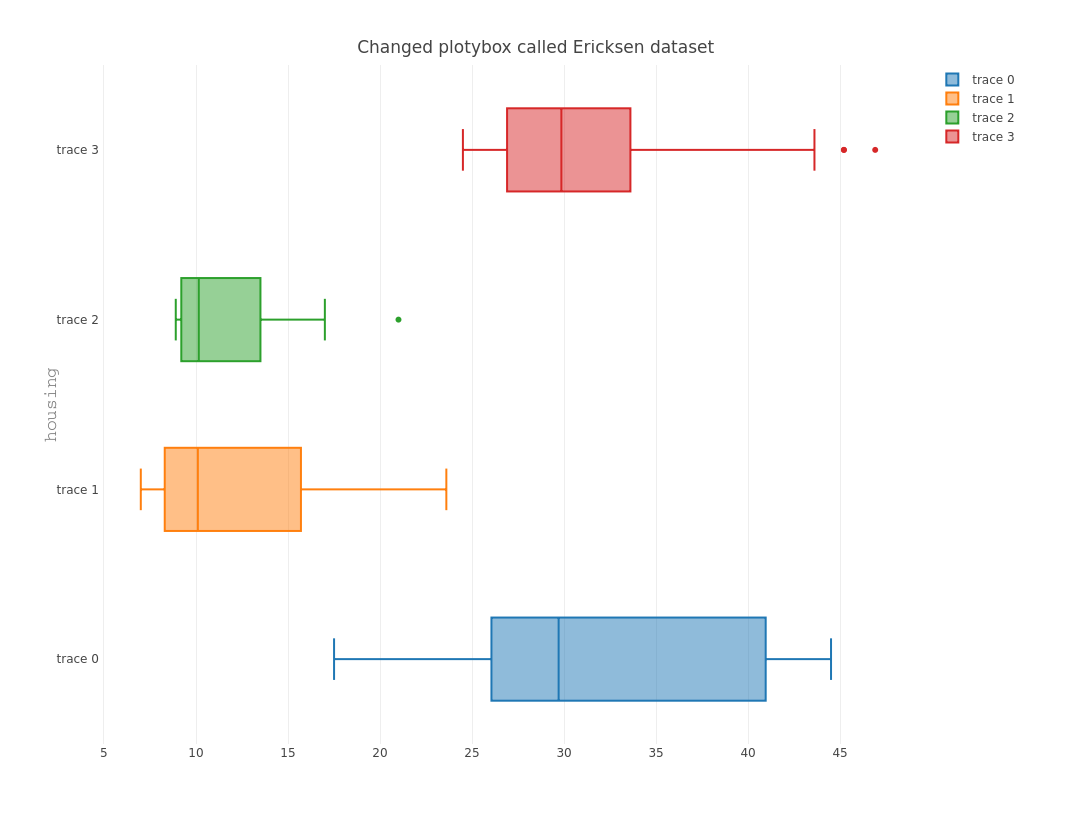 Changed plotybox called Ericksen dataset
trace 0
trace 1
trace 2
trace 3
trace 3
trace 2
trace 1
trace 0
housing
5 10 15 20 25 30 35 40 45